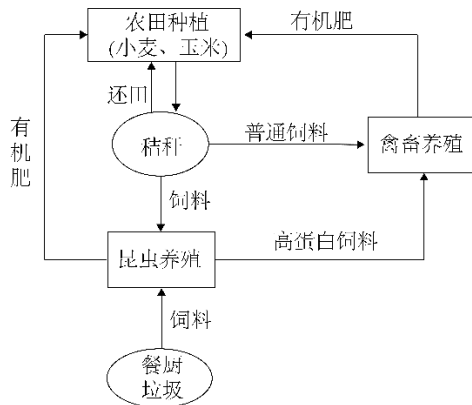 农田种植
(小麦、玉米)
有机肥
还田
有机肥
秸秆
普通饲料
禽畜养殖
饲料
昆虫养殖
高蛋白饲料
饲料
餐厨
垃圾